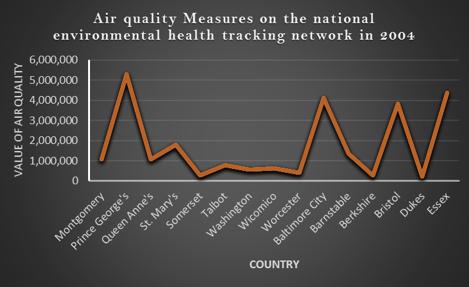 Air quality Measures on the national
environmental health tracking network in 2004
VALUE OF AIR QUALITY
6,000,000
5,000,000
4,000,000
3,000,000
2,000,000
1,000,000
0
Montgomery
Prince George's
Queen Anne's
St. Mary's
Somerset
Talbot
Washington
Wicomico
Worcester
Baltimore City
Barnstable
Berkshire
Bristol
Dukes
Essex
COUNTRY